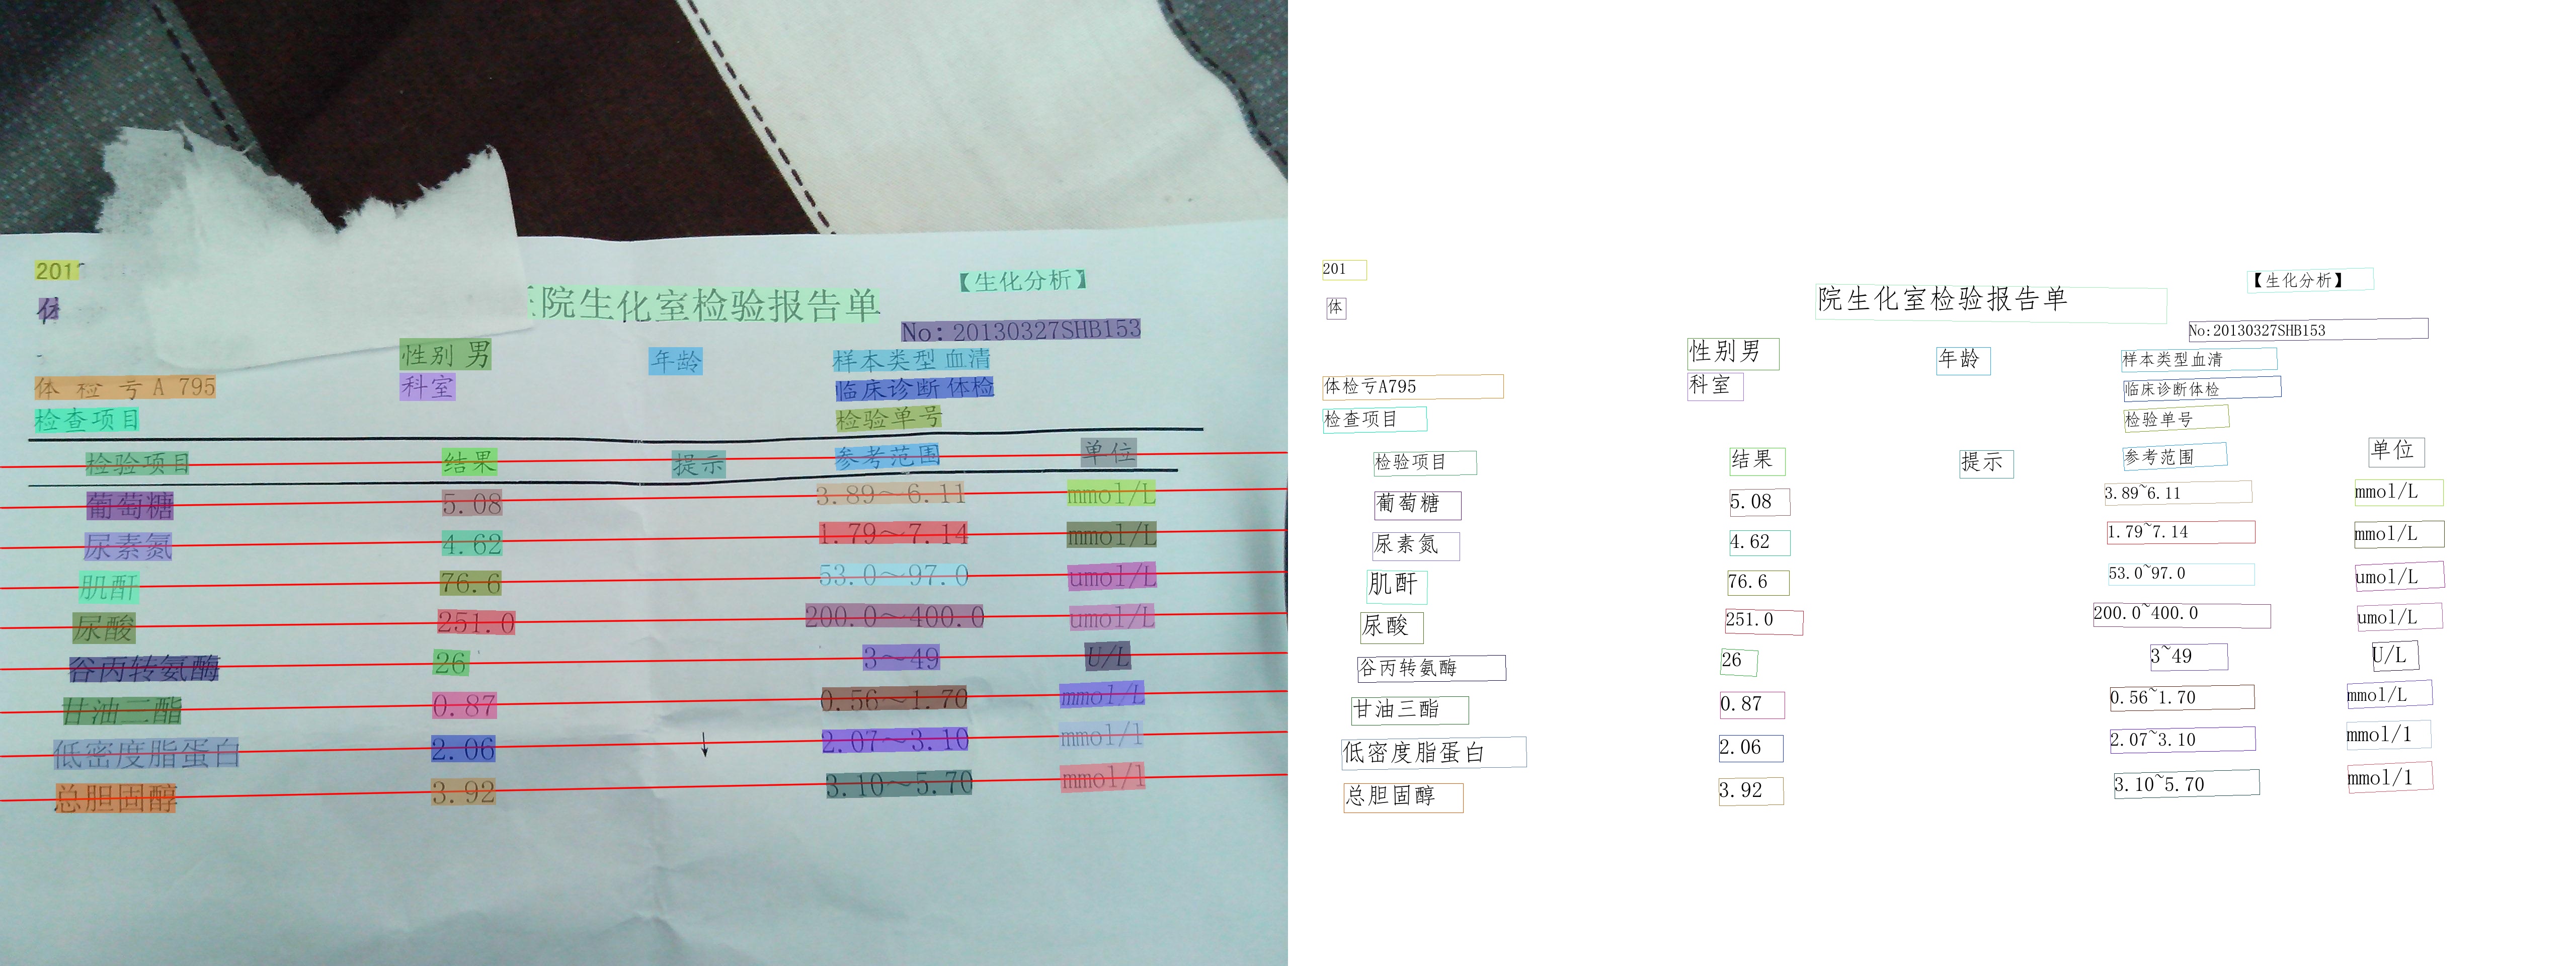 201
【生化分析】
体
院生化室检验报告单
No:20130327SHB153
性别 男 年龄 样本类型 血清
体 检 亏 A 795 科室 临床诊断 体检
检查项目 检验单号
检验项目 结果 提示 参考范围 单位
葡萄糖 5.08 3.89～6.11 mmol/L
尿素氮 4.62 1.79～7.14 mmol/L
肌酐 76.6 53.0～97.0 umol/L
尿酸 251.0 200.0～400.0 umol/L
谷丙转氨酶 26 3～49 U/L
甘油三酯 0.87 0.56～1.70 mmol/L
低密度脂蛋白 2.06 ↓ 2.07～3.10 mmol/l
总胆固醇 3.92 3.10～5.70 mmol/l
201
【生化分析】
体
院生化室检验报告单
No:20130327SHB153
性别男 年龄 样本类型血清
体检亏A795 科室 临床诊断体检
检查项目 检验单号
检验项目 结果 提示 参考范围 单位
葡萄糖 5.08 3.89~6.11 mmol/L
尿素氮 4.62 1.79~7.14 mmol/L
肌酐 76.6 53.0~97.0 umol/L
尿酸 251.0 200.0~400.0 umol/L
谷丙转氨酶 26 3~49 U/L
甘油三酯 0.87 0.56~1.70 mmol/L
低密度脂蛋白 2.06 2.07~3.10 mmol/1
总胆固醇 3.92 3.10~5.70 mmol/1